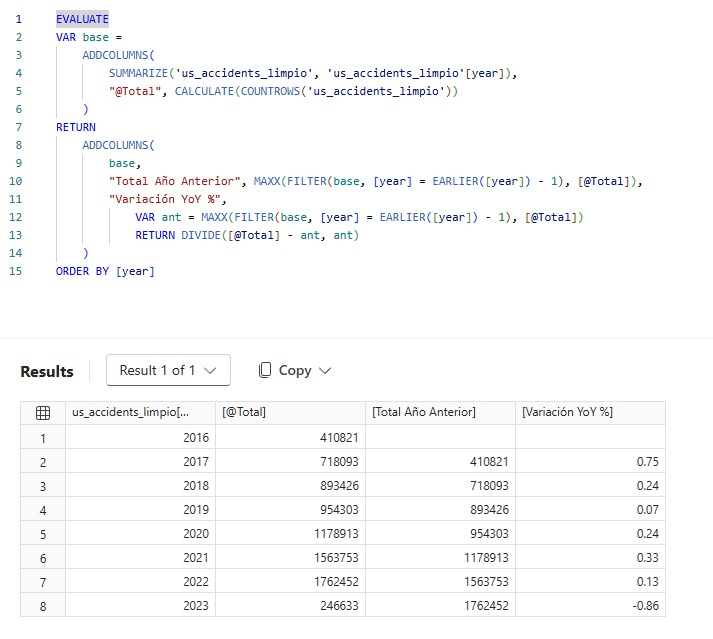 1 EVALUATE
2 VAR base =
3 ADDCOLUMNS(
4 SUMMARIZE('us_accidents_limpio', 'us_accidents_limpio'[year]),
5 "@Total", CALCULATE(COUNTROWS('us_accidents_limpio'))
6 )
7 RETURN
8 ADDCOLUMNS(
9 base,
10 "Total Año Anterior", MAXX(FILTER(base, [year] = EARLIER([year]) - 1), [@Total]),
11 "Variación YoY %",
12 VAR ant = MAXX(FILTER(base, [year] = EARLIER([year]) - 1), [@Total])
13 RETURN DIVIDE([@Total] - ant, ant)
14 )
15 ORDER BY [year]
Results Result 1 of 1 Copy
us_accidents_limpio[... [@Total] [Total Año Anterior] [Variación YoY %]
1 2016 410821
2 2017 718093 410821 0.75
3 2018 893426 718093 0.24
4 2019 954303 893426 0.07
5 2020 1178913 954303 0.24
6 2021 1563753 1178913 0.33
7 2022 1762452 1563753 0.13
8 2023 246633 1762452 -0.86